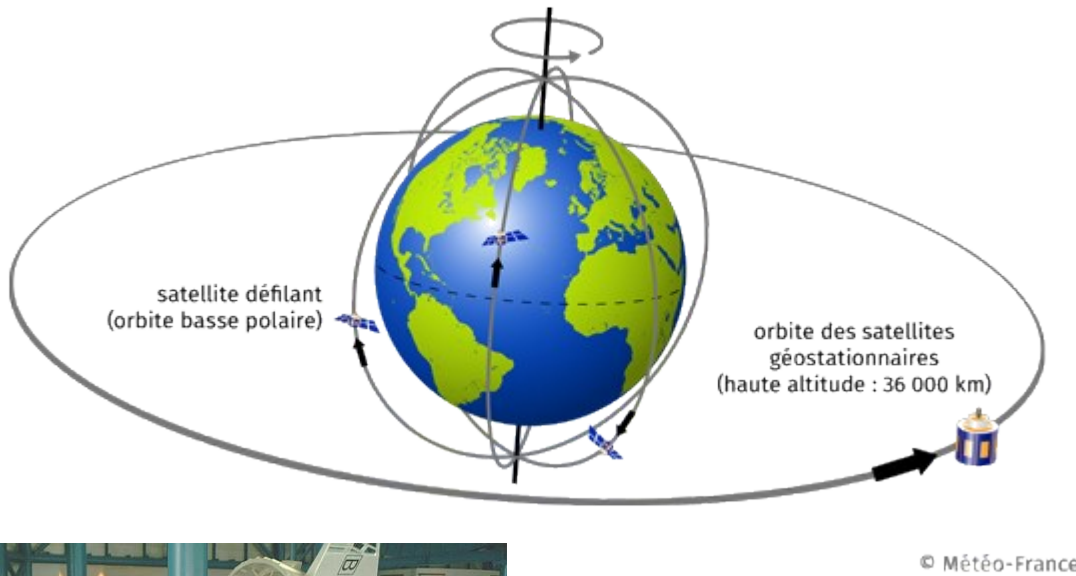 satellite défilant
(orbite basse polaire)
orbite des satellites
géostationnaires
(haute altitude : 36 000 km)
B
© Météo-France